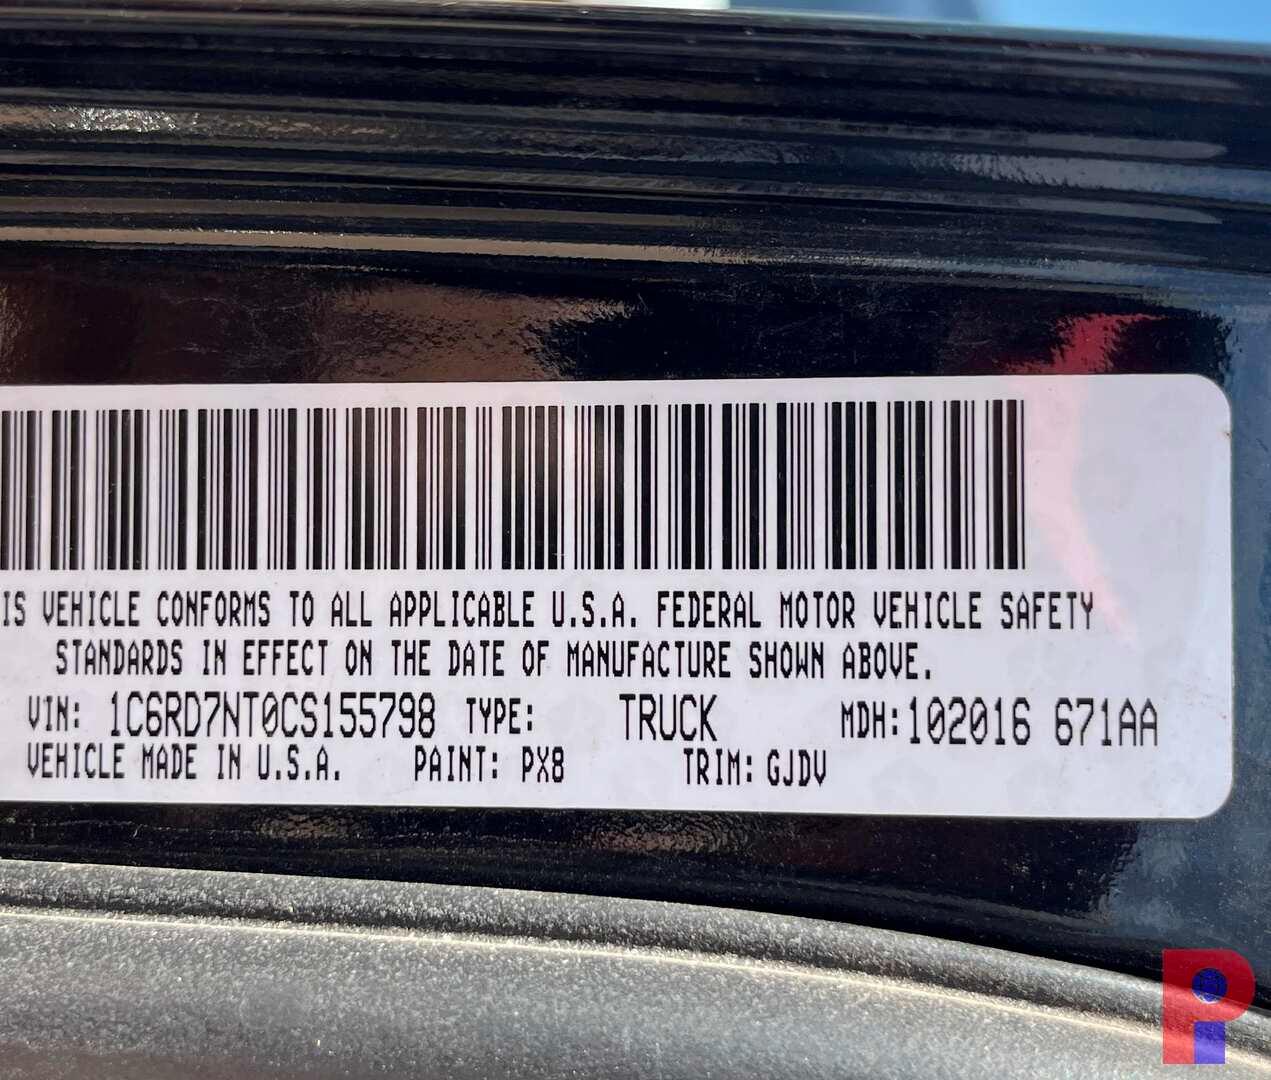 IS VEHICLE CONFORMS TO ALL APPLICABLE U.S.A. FEDERAL MOTOR VEHICLE SAFETY
STANDARDS IN EFFECT ON THE DATE OF MANUFACTURE SHOWN ABOVE.
VIN: 1C6RD7NT0CS155798 TYPE: TRUCK MDH:102016 671AA
VEHICLE MADE IN U.S.A. PAINT: PX8 TRIM: GJDV